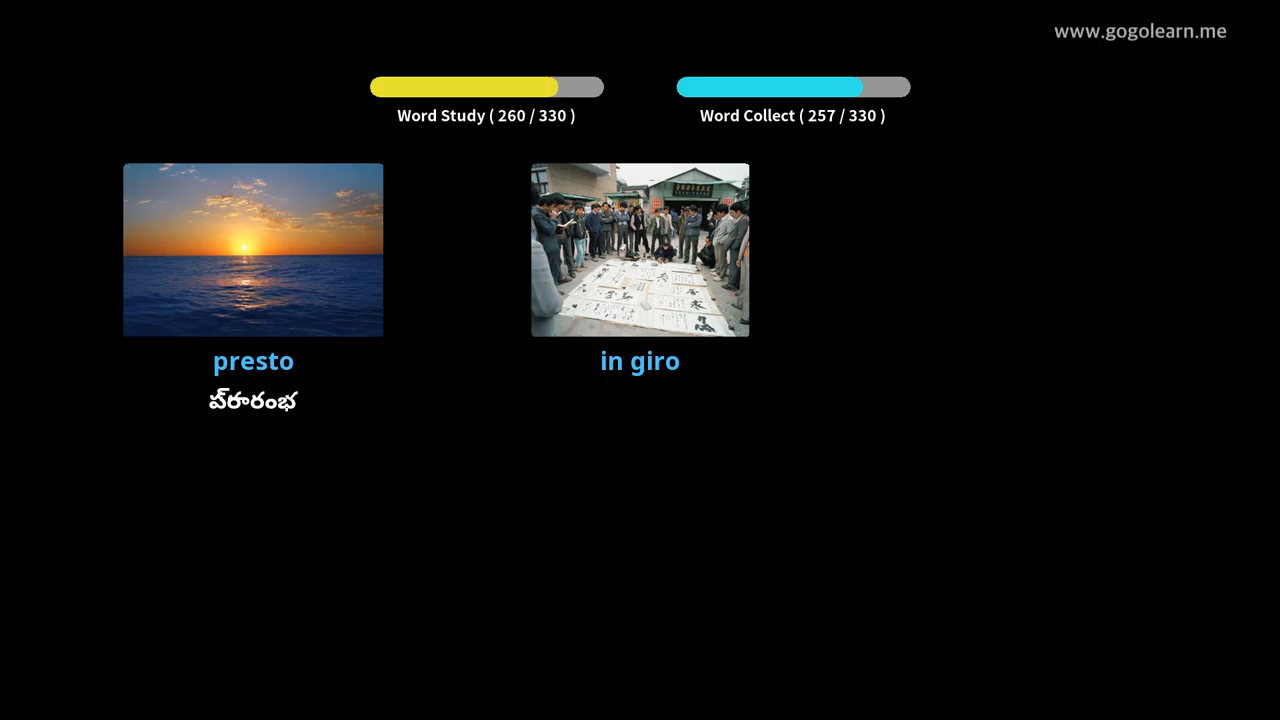 www.gogolearn.me
Word Study ( 260 / 330 )
Word Collect ( 257 / 330 )
presto
ప్రారంభ
in giro